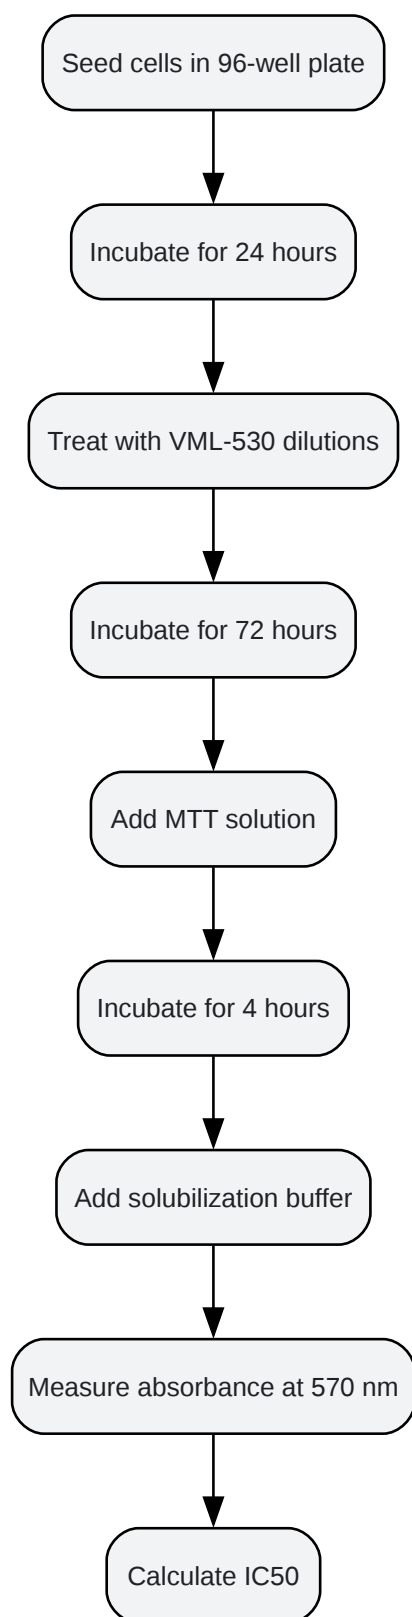 Seed cells in 96-well plate
Incubate for 24 hours
Treat with VML-530 dilutions
Incubate for 72 hours
Add MTT solution
Incubate for 4 hours
Add solubilization buffer
Measure absorbance at 570 nm
Calculate IC50